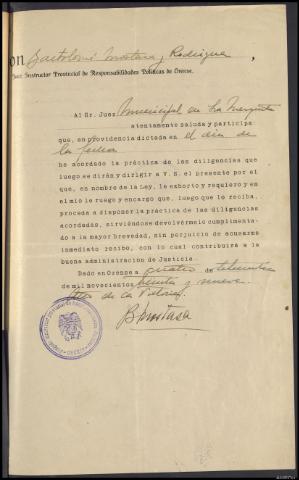 ON Bartolomé Mostaza y Rodríguez
Juez Instructor Provincial de Responsabilidades Políticas de Orense.
Al Sr. Juez Municipal de La Mezquita
atentamente saluda y participa
que, en providencia dictada en el día de
la fecha
he acordado la práctica de las diligencias que
luego se dirán y dirigir a V. S. el presente por el
que, en nombre de la Ley, le exhorto y requiero y en
el mío le ruego y encargo que, luego que lo reciba,
proceda a disponer la práctica de las diligencias
acordadas, sirviéndose devolvérmelo cumplimenta-
do a la mayor brevedad, sin perjuicio de acusarme
inmediato recibo, con lo cual contribuirá a la
buena administración de Justicia.
Dado en Orense a cuatro de
de mil novecientos treinta y nueve
Año de la Victoria.
B. Mostaza